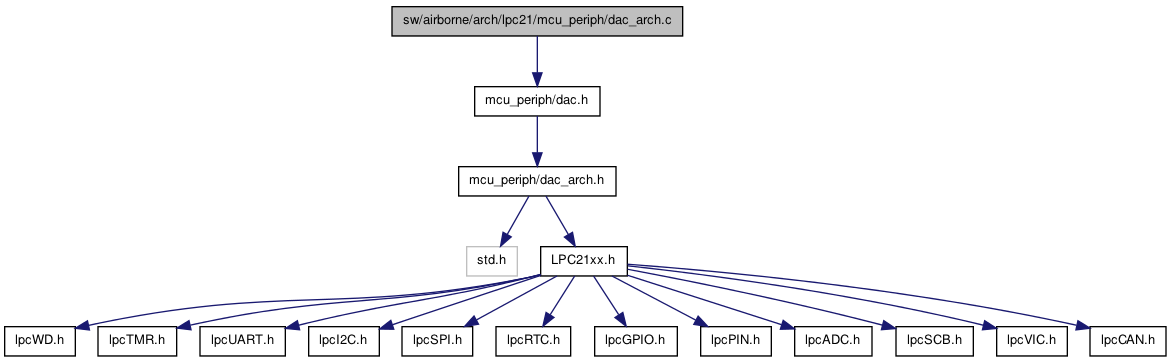 sw/airborne/arch/lpc21/mcu_periph/dac_arch.c
mcu_periph/dac.h
mcu_periph/dac_arch.h
std.h
LPC21xx.h
lpcWD.h
lpcTMR.h
lpcUART.h
lpcI2C.h
lpcSPI.h
lpcRTC.h
lpcGPIO.h
lpcPIN.h
lpcADC.h
lpcSCB.h
lpcVIC.h
lpcCAN.h